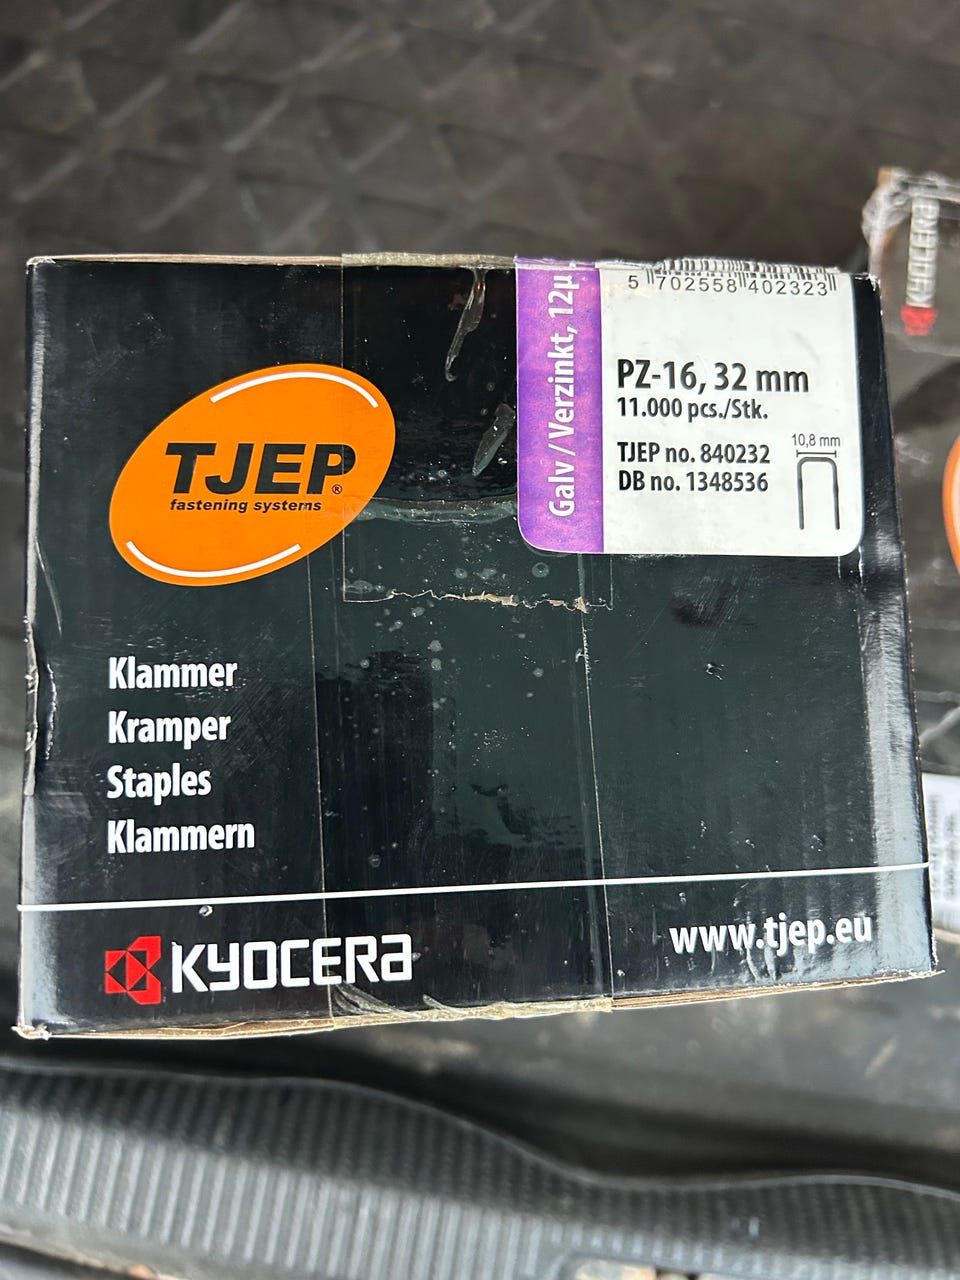 TJEP®
fastening systems
Galv / Verzinkt, 12µ
5 702558 402323
PZ-16, 32 mm
11.000 pcs./Stk.
TJEP no. 840232
DB no. 1348536
10,8 mm
Klammer
Kramper
Staples
Klammern
KYOCERA
www.tjep.eu
KYOCERA